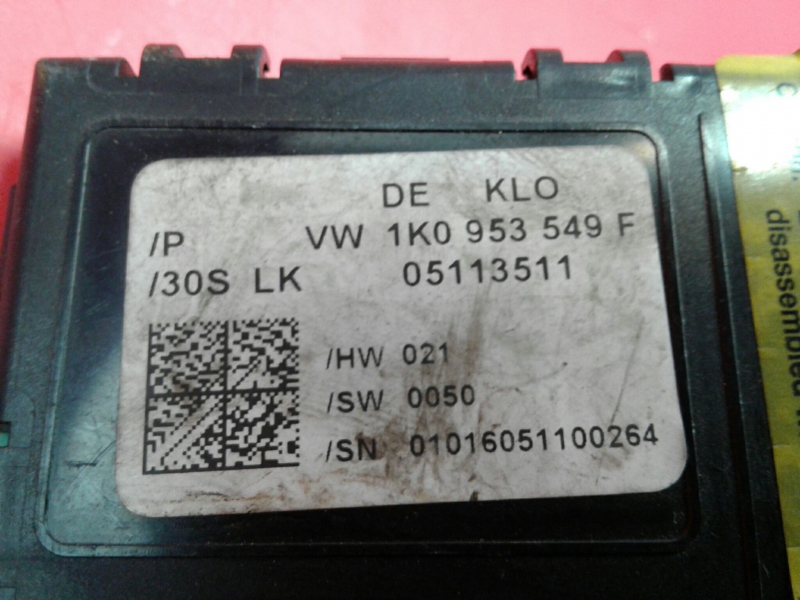 DE KLO
/P VW 1K0 953 549 F
/30S LK 05113511
/HW 021
/SW 0050
/SN 01016051100264
disassembled